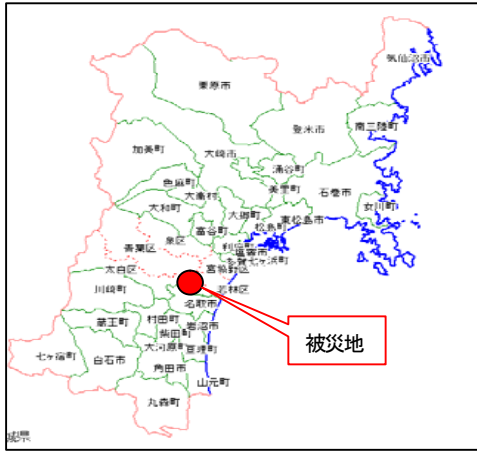 気仙沼市
栗原市
登米市
南三陸町
加美町
大崎市
涌谷町
美里町
石巻市
女川町
色麻町
大衡村
大和町
大郷町
東松島市
松島町
富谷町
泉区
青葉区
利府町
塩竈市
多賀城市
七ヶ浜町
宮城野区
太白区
若林区
川崎町
名取市
村田町
岩沼市
蔵王町
柴田町
大河原町
亘理町
七ヶ宿町
白石市
角田市
山元町
丸森町
被災地
城県